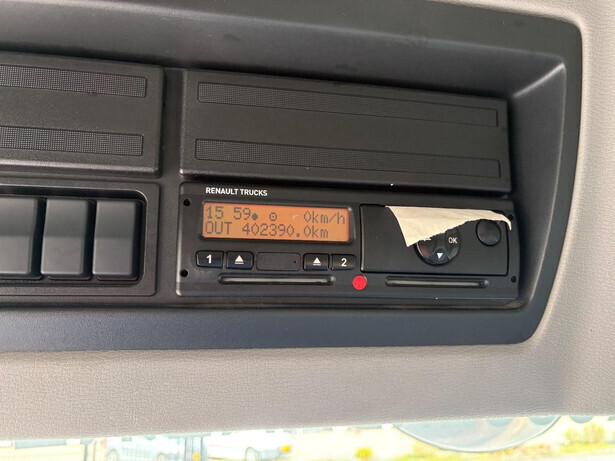 RENAULT TRUCKS
15 59 0km/h
OUT 402390.0km
1 2
OK